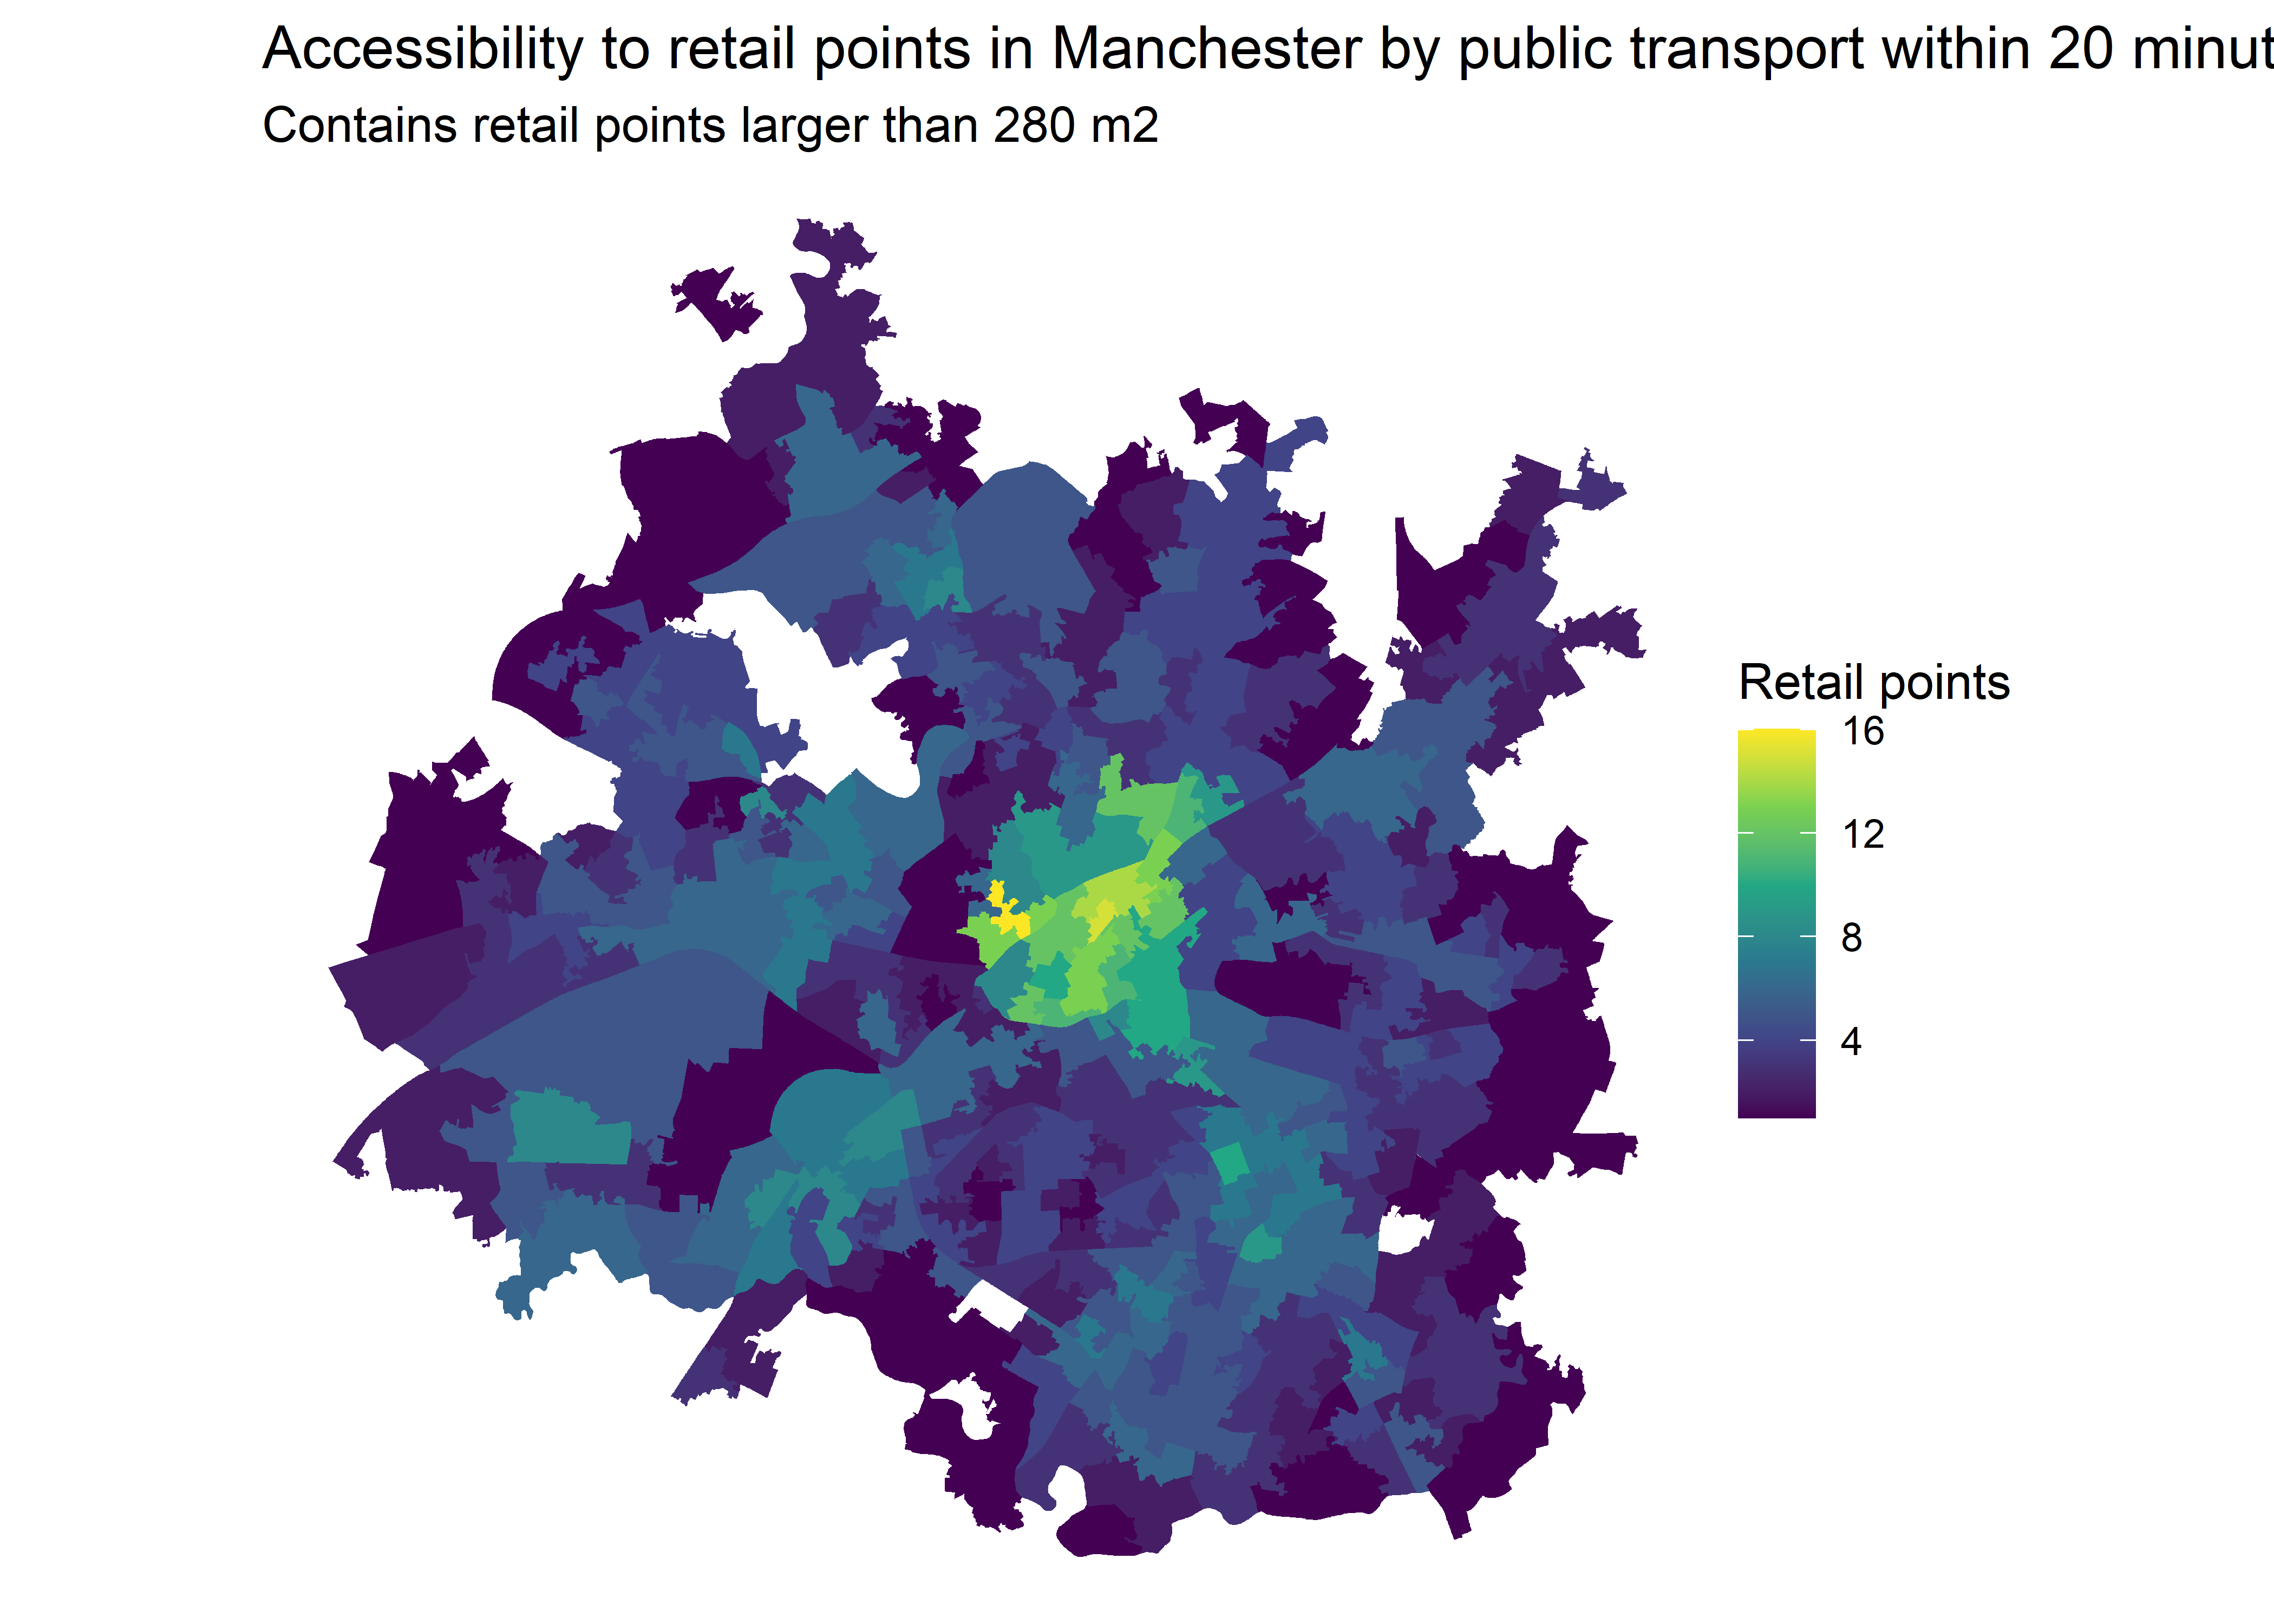 Accessibility to retail points in Manchester by public transport within 20 minut
Contains retail points larger than 280 m2
Retail points
16
12
8
4